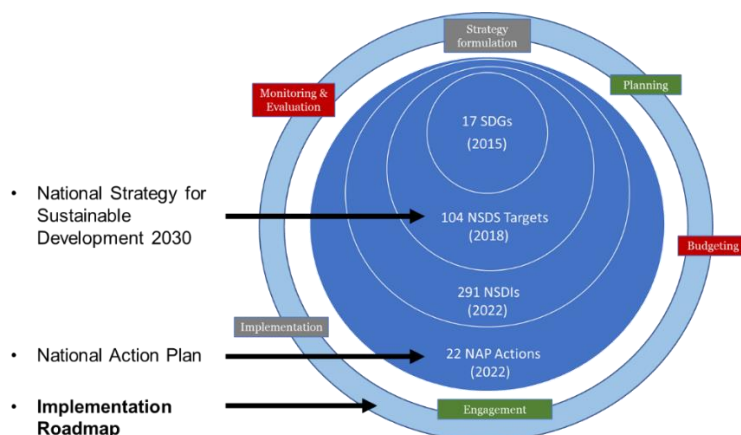 Strategy
formulation
Monitoring &
Evaluation
Planning
17 SDGs
(2015)
• National Strategy for
Sustainable
Development 2030
104 NSDS Targets
(2018)
Budgeting
291 NSDIs
(2022)
Implementation
• National Action Plan
22 NAP Actions
(2022)
• Implementation
Roadmap
Engagement